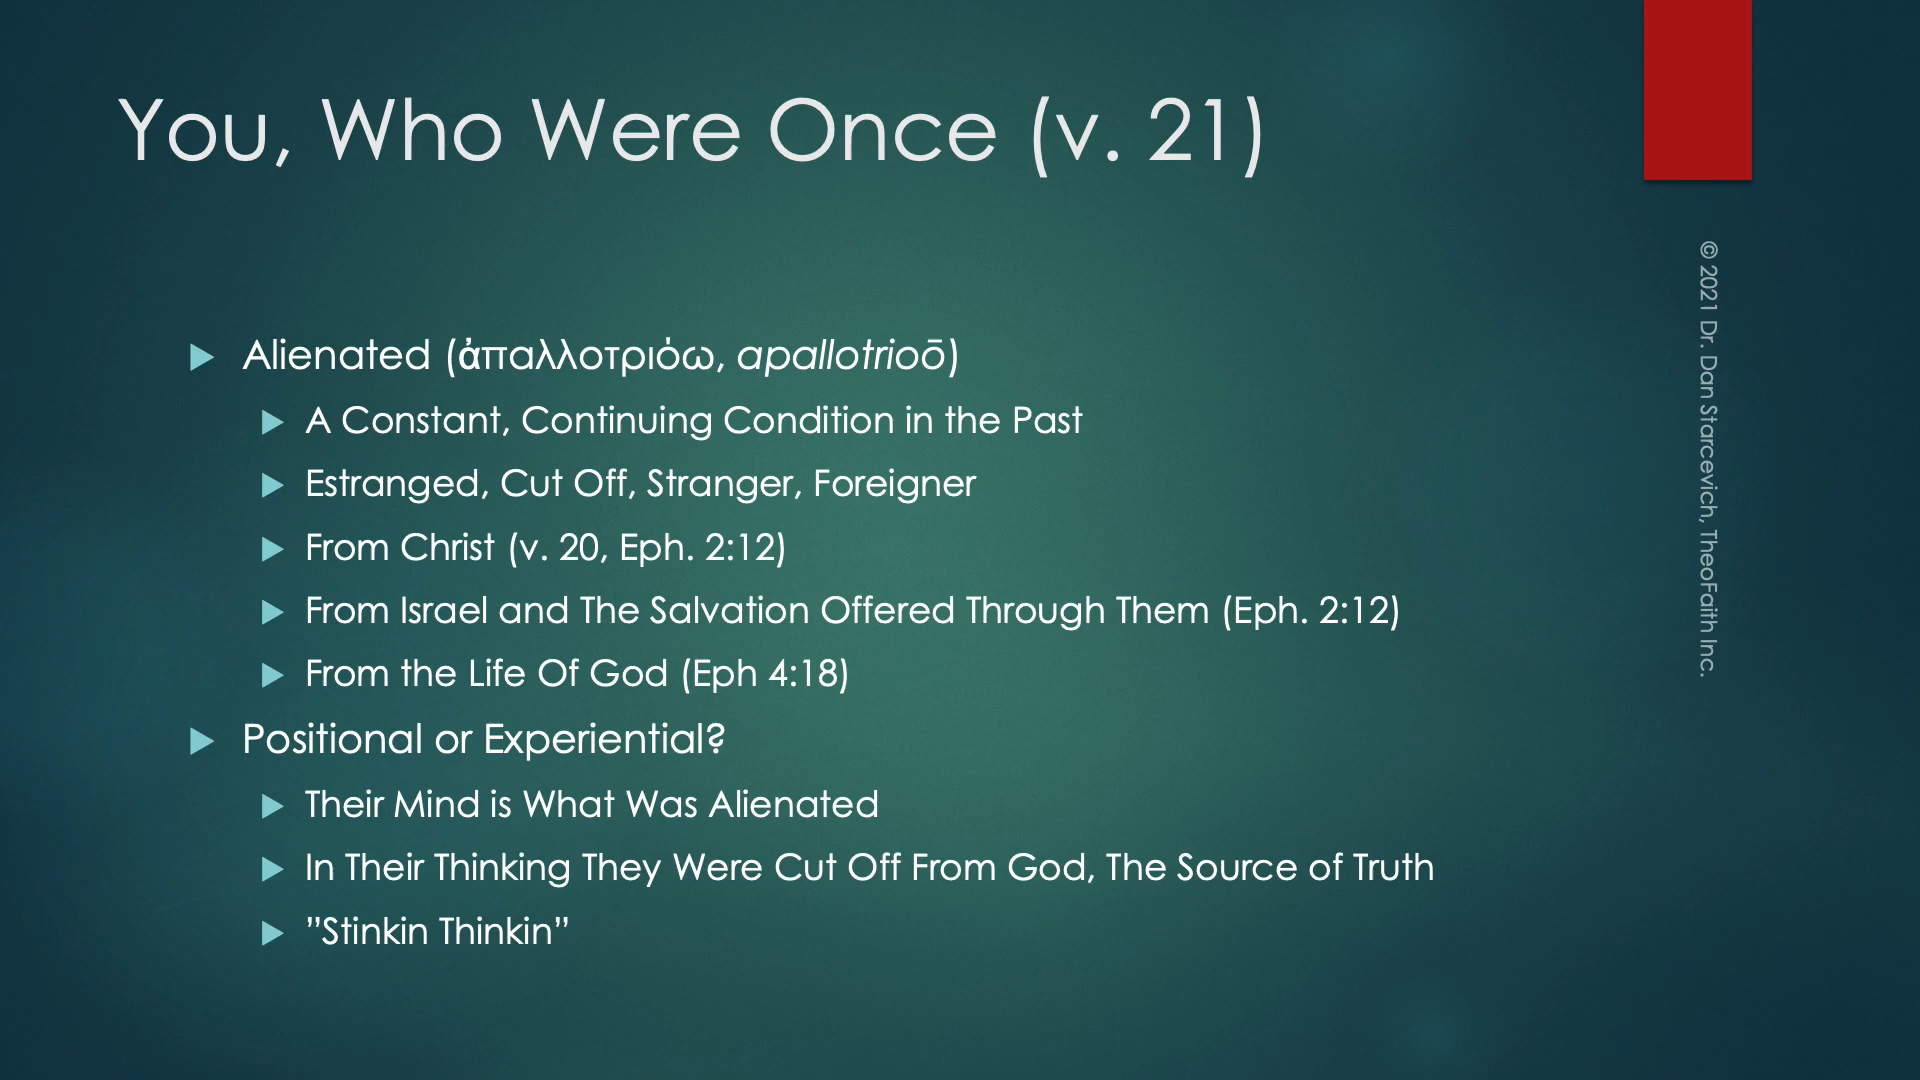 You, Who Were Once (v. 21)
Alienated (ἀπαλλοτριόω, apallotrioō)
A Constant, Continuing Condition in the Past
Estranged, Cut Off, Stranger, Foreigner
From Christ (v. 20, Eph. 2:12)
From Israel and The Salvation Offered Through Them (Eph. 2:12)
From the Life Of God (Eph 4:18)
Positional or Experiential?
Their Mind is What Was Alienated
In Their Thinking They Were Cut Off From God, The Source of Truth
”Stinkin Thinkin”
© 2021 Dr. Dan Starcevich, TheoFaith Inc.